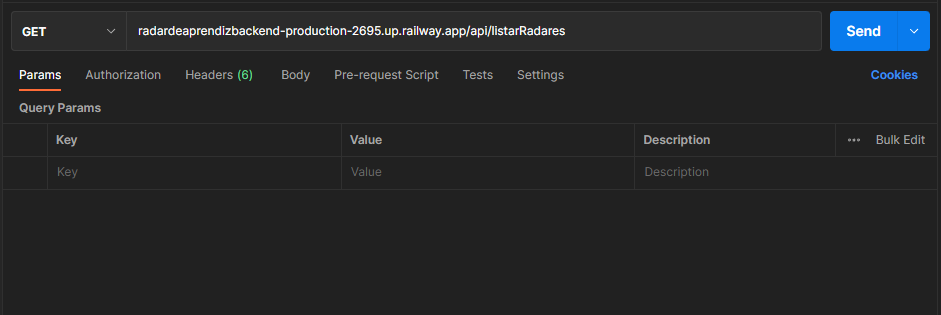 GET radardeaprendizbackend-production-2695.up.railway.app/api/listarRadares Send
Params Authorization Headers (6) Body Pre-request Script Tests Settings Cookies
Query Params
Key Value Description ••• Bulk Edit
Key Value Description